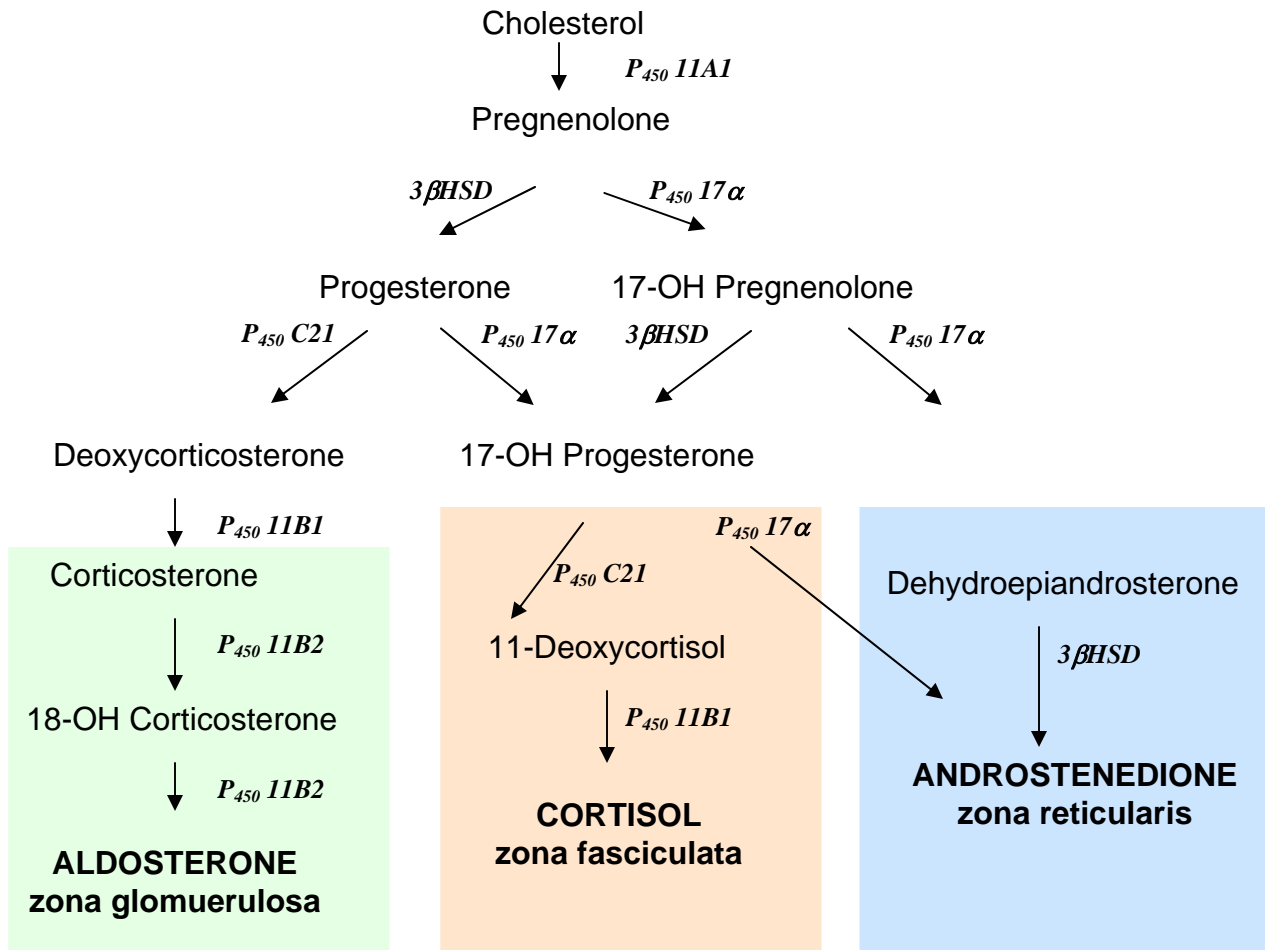 Cholesterol
P450 11A1
Pregnenolone
3βHSD
P450 17α
Progesterone
17-OH Pregnenolone
P450 C21
P450 17α
3βHSD
P450 17α
Deoxycorticosterone
17-OH Progesterone
P450 11B1
P450 17α
Corticosterone
P450 C21
Dehydroepiandrosterone
P450 11B2
11-Deoxycortisol
3βHSD
18-OH Corticosterone
P450 11B1
P450 11B2
ANDROSTENEDIONE
zona reticularis
CORTISOL
zona fasciculata
ALDOSTERONE
zona glomuerulosa